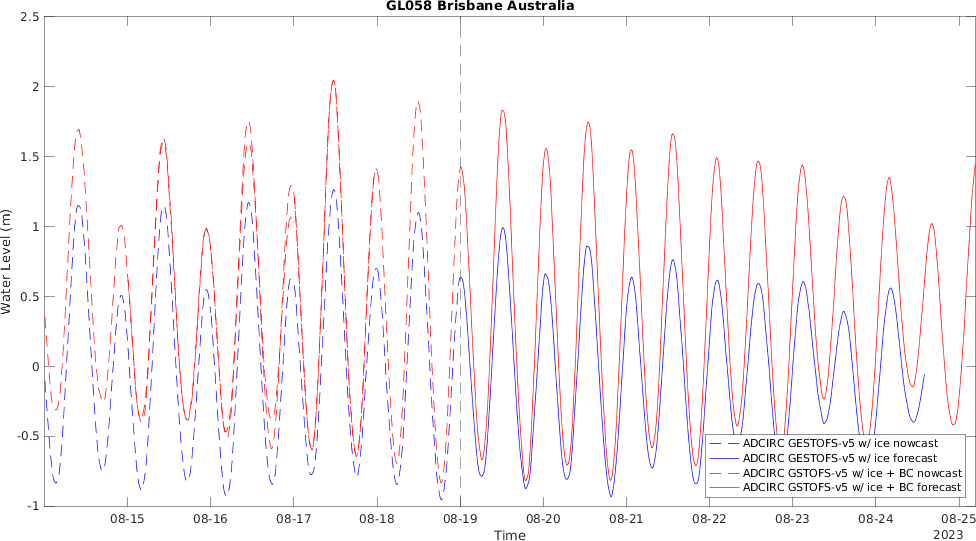 GL058 Brisbane Australia
2.5
2
1.5
1
0.5
0
-0.5
-1
Water Level (m)
ADCIRC GESTOFS-v5 w/ ice nowcast
ADCIRC GESTOFS-v5 w/ ice forecast
ADCIRC GSTOFS-v5 w/ ice + BC nowcast
ADCIRC GSTOFS-v5 w/ ice + BC forecast
08-15 08-16 08-17 08-18 08-19 08-20 08-21 08-22 08-23 08-24 08-25
Time
2023